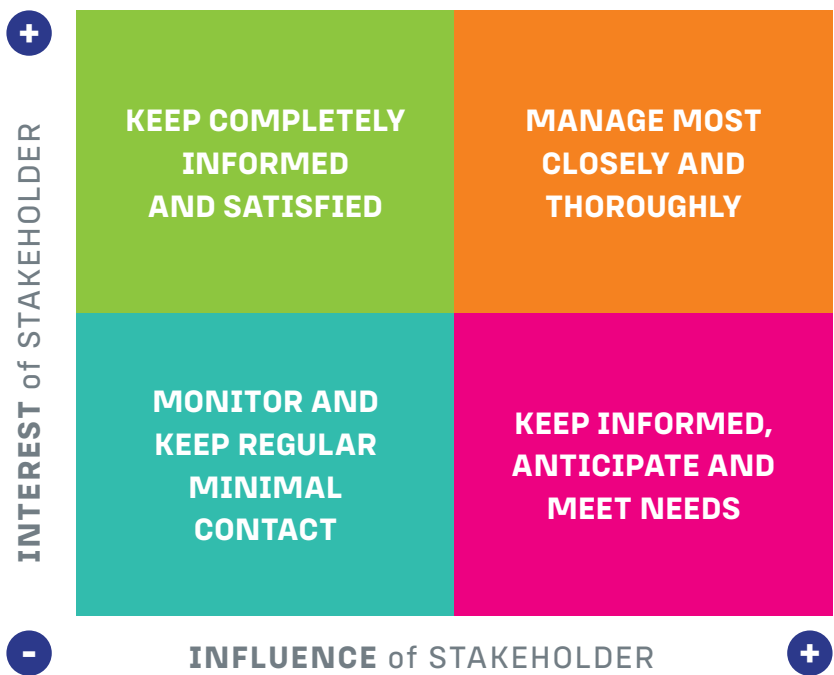 +
KEEP COMPLETELY
INFORMED
AND SATISFIED
MANAGE MOST
CLOSELY AND
THOROUGHLY
INTEREST of STAKEHOLDER
MONITOR AND
KEEP REGULAR
MINIMAL
CONTACT
KEEP INFORMED,
ANTICIPATE AND
MEET NEEDS
-
INFLUENCE of STAKEHOLDER
+